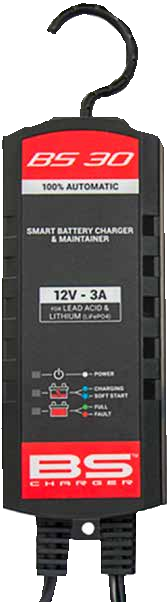 BS 30
100% AUTOMATIC
SMART BATTERY CHARGER
& MAINTAINER
12V - 3A
FOR LEAD ACID &
LITHIUM (LiFePO4)
POWER
CHARGING
SOFT START
FULL
FAULT
BS™
CHARGER